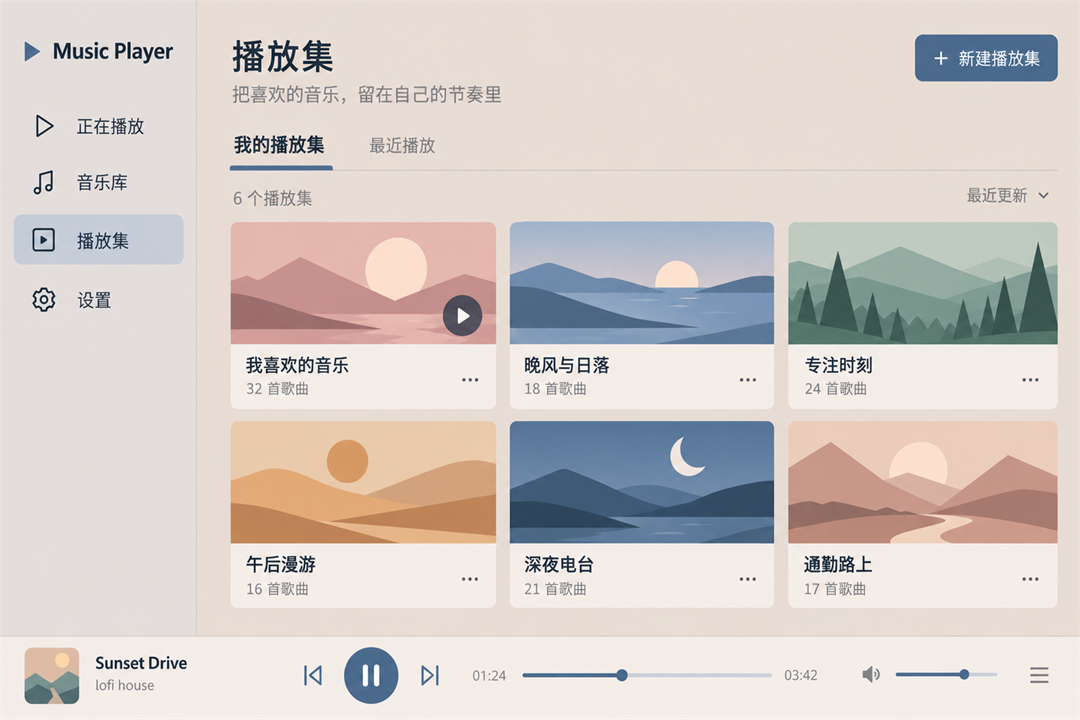 Music Player
正在播放
音乐库
播放集
设置
播放集
把喜欢的音乐，留在自己的节奏里
+ 新建播放集
我的播放集
最近播放
6 个播放集
最近更新
我喜欢的音乐
32 首歌曲
晚风与日落
18 首歌曲
专注时刻
24 首歌曲
午后漫游
16 首歌曲
深夜电台
21 首歌曲
通勤路上
17 首歌曲
Sunset Drive
lofi house
01:24
03:42